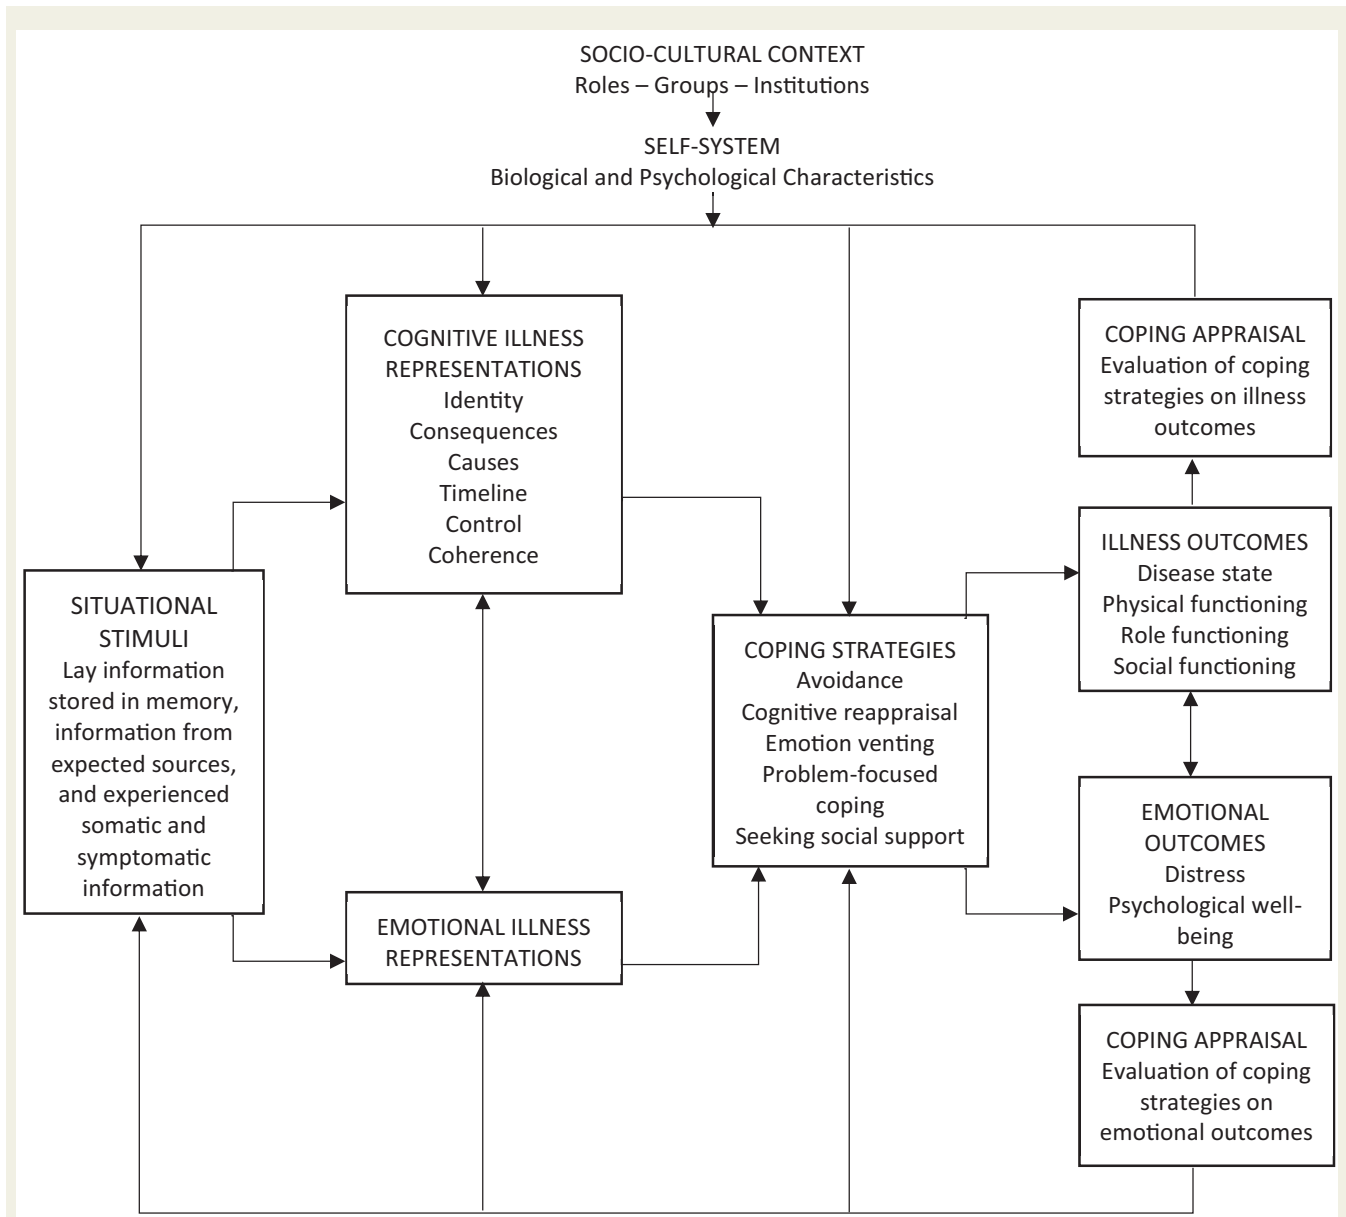 SOCIO-CULTURAL CONTEXT
Roles – Groups – Institutions
SELF-SYSTEM
Biological and Psychological Characteristics
COGNITIVE ILLNESS
REPRESENTATIONS
Identity
Consequences
Causes
Timeline
Control
Coherence
COPING APPRAISAL
Evaluation of coping
strategies on illness
outcomes
SITUATIONAL
STIMULI
Lay information
stored in memory,
information from
expected sources,
and experienced
somatic and
symptomatic
information
COPING STRATEGIES
Avoidance
Cognitive reappraisal
Emotion venting
Problem-focused
coping
Seeking social support
ILLNESS OUTCOMES
Disease state
Physical functioning
Role functioning
Social functioning
EMOTIONAL ILLNESS
REPRESENTATIONS
EMOTIONAL
OUTCOMES
Distress
Psychological well-
being
COPING APPRAISAL
Evaluation of coping
strategies on
emotional outcomes